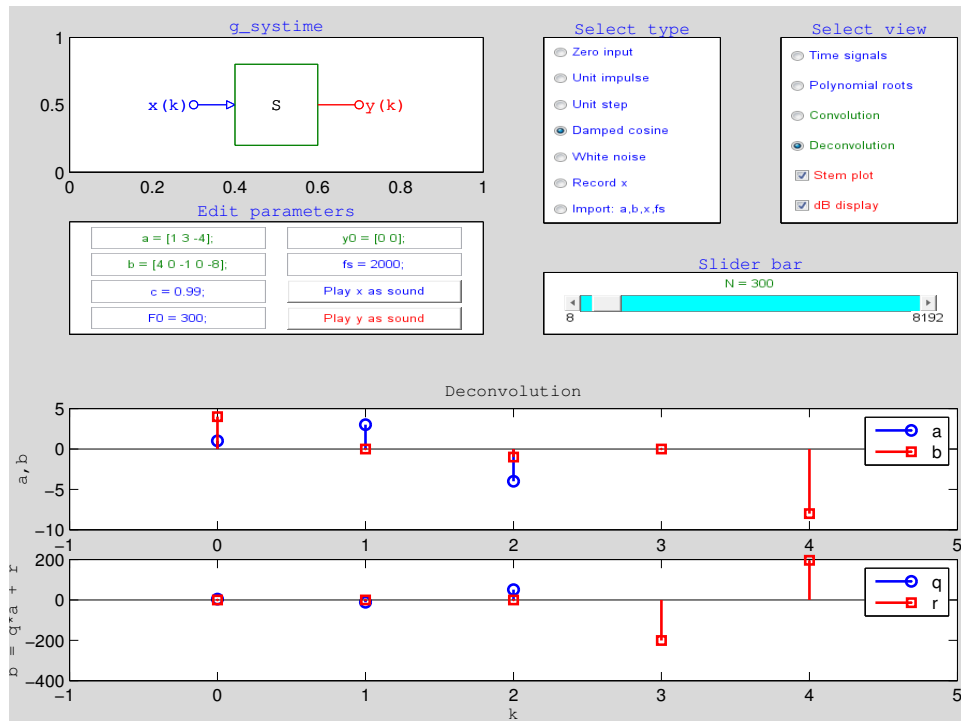 g_systime
1
0.5
0
0
0.2
0.4
0.6
0.8
1
x(k)
S
y(k)
Select type
Zero input
Unit impulse
Unit step
Damped cosine
White noise
Record x
Import: a,b,x,fs
Select view
Time signals
Polynomial roots
Convolution
Deconvolution
Stem plot
dB display
Edit parameters
a = [1 3 -4];
y0 = [0 0];
b = [4 0 -1 0 -8];
fs = 2000;
c = 0.99;
Play x as sound
F0 = 300;
Play y as sound
Slider bar
N = 300
8
8192
Deconvolution
a,b
5
0
−5
−10
−1
0
1
2
3
4
5
a
b
b = q*a + r
200
0
−200
−400
−1
0
1
2
3
4
5
q
r
k